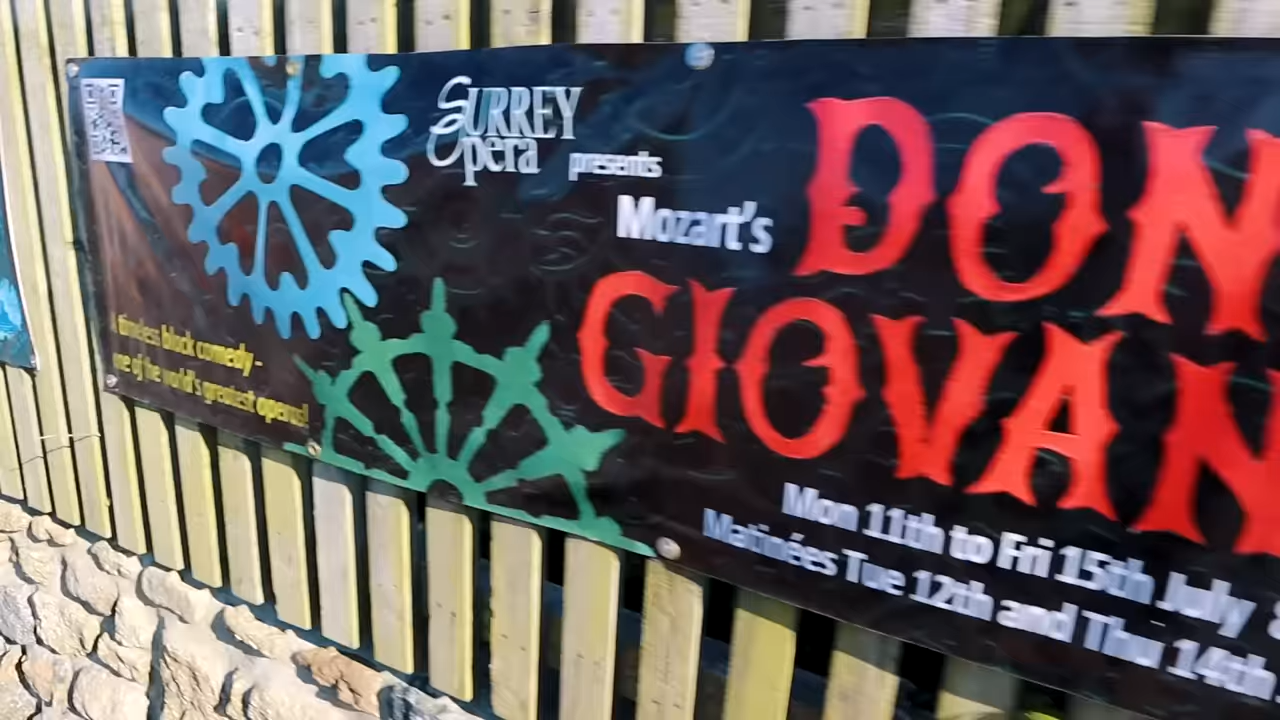 SURREY
Opera presents
Mozart's
DON
GIOVAN
A timeless black comedy -
one of the world's greatest operas!
Mon 11th to Fri 15th July
Matinées Tue 12th and Thu 14th